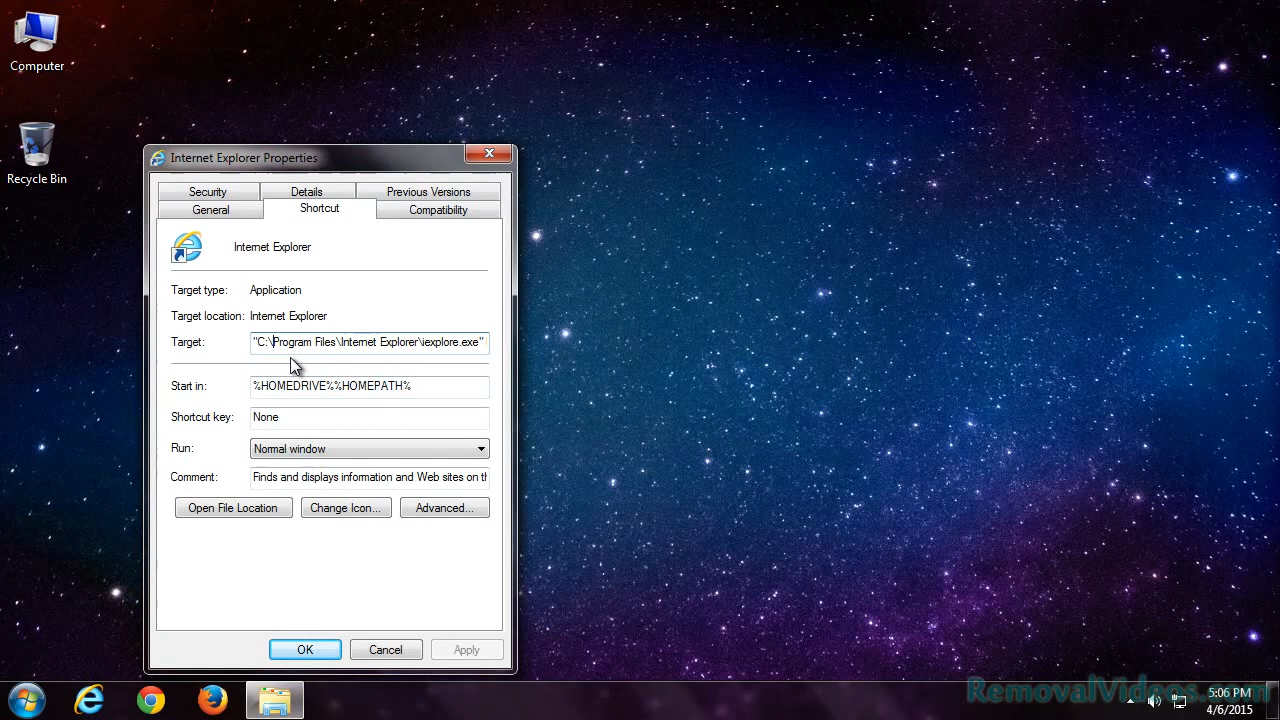 Computer
Recycle Bin
Internet Explorer Properties
Security Details Previous Versions
General Shortcut Compatibility
Internet Explorer
Target type: Application
Target location: Internet Explorer
Target: "C:\Program Files\Internet Explorer\iexplore.exe"
Start in: %HOMEDRIVE%%HOMEPATH%
Shortcut key: None
Run: Normal window
Comment: Finds and displays information and Web sites on th
Open File Location Change Icon... Advanced...
OK Cancel Apply
RemovalVideos.com
5:06 PM
4/6/2015